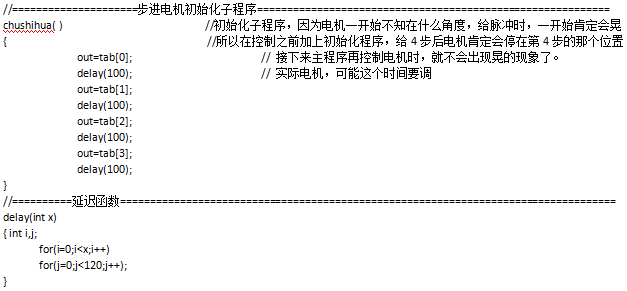 //=====================步进电机初始化子程序===========================================================
chushihua( ) //初始化子程序，因为电机一开始不知在什么角度，给脉冲时，一开始肯定会晃
{ //所以在控制之前加上初始化程序，给 4 步后电机肯定会停在第 4 步的那个位置
out=tab[0]; // 接下来主程序再控制电机时，就不会出现晃的现象了。
delay(100); // 实际电机，可能这个时间要调
out=tab[1];
delay(100);
out=tab[2];
delay(100);
out=tab[3];
delay(100);
}
//==========延迟函数===================================================================================
delay(int x)
{ int i,j;
for(i=0;i<x;i++)
for(j=0;j<120;j++);
}